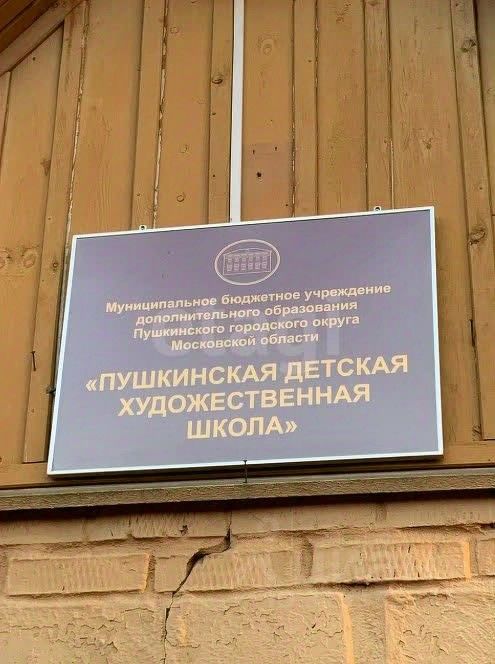 Муниципальное бюджетное учреждение
дополнительного образования
Пушкинского городского округа
Московской области
«ПУШКИНСКАЯ ДЕТСКАЯ
ХУДОЖЕСТВЕННАЯ
ШКОЛА»